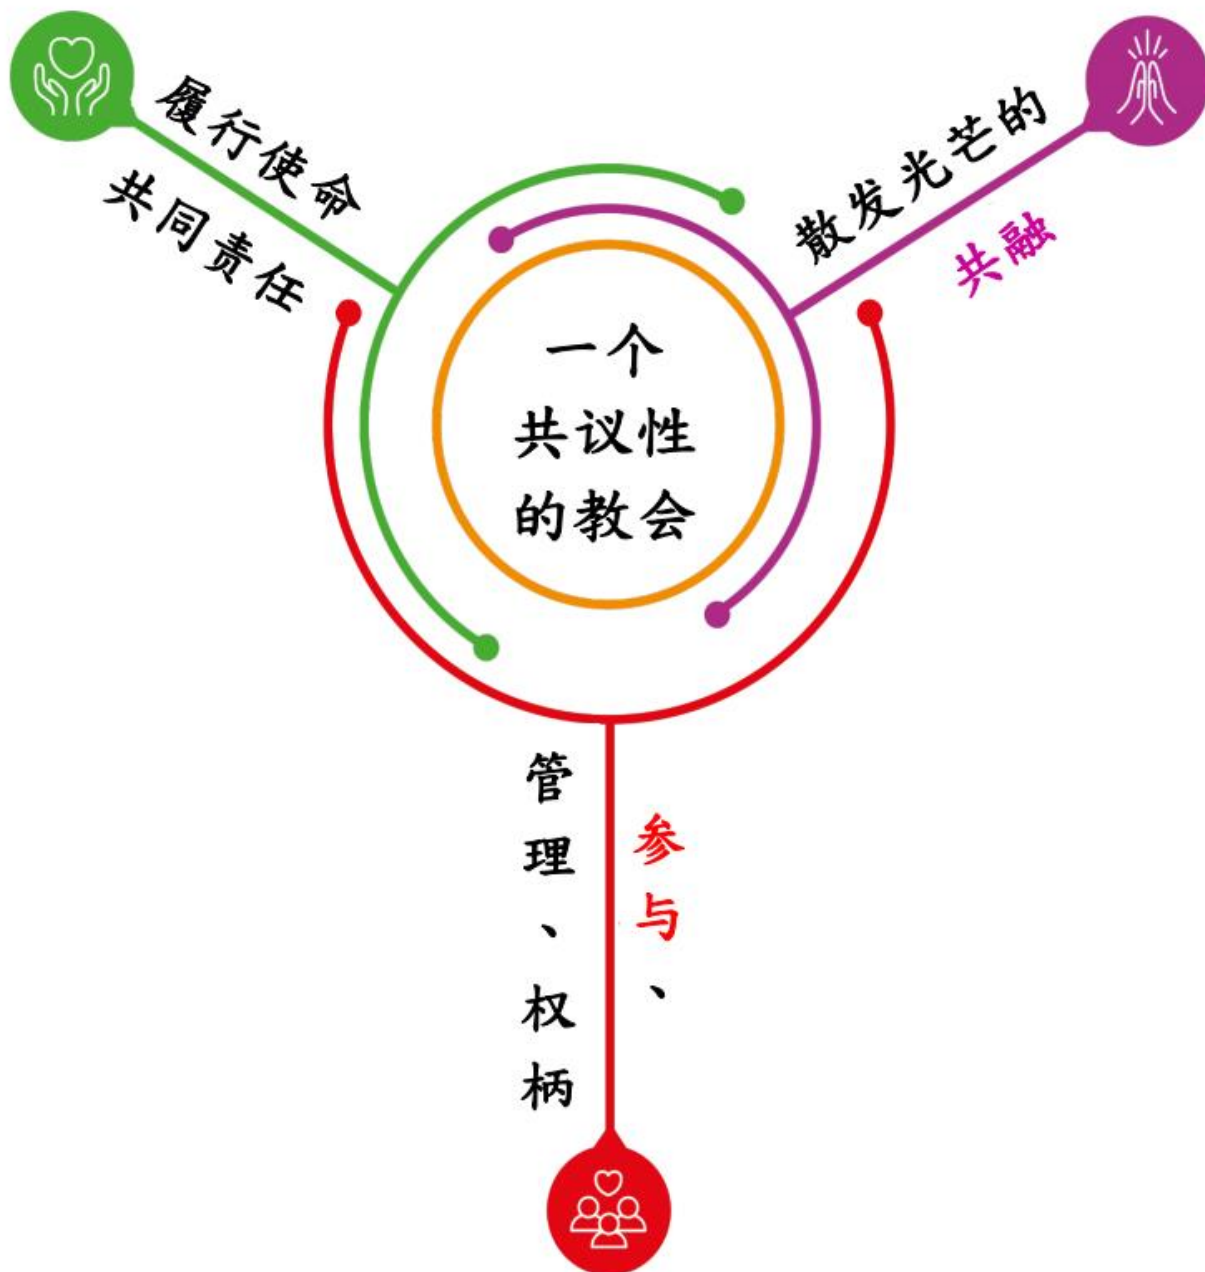 履行使命
共同责任
散发光芒的
共融
一个
共议性
的教会
参与、
管理、权柄